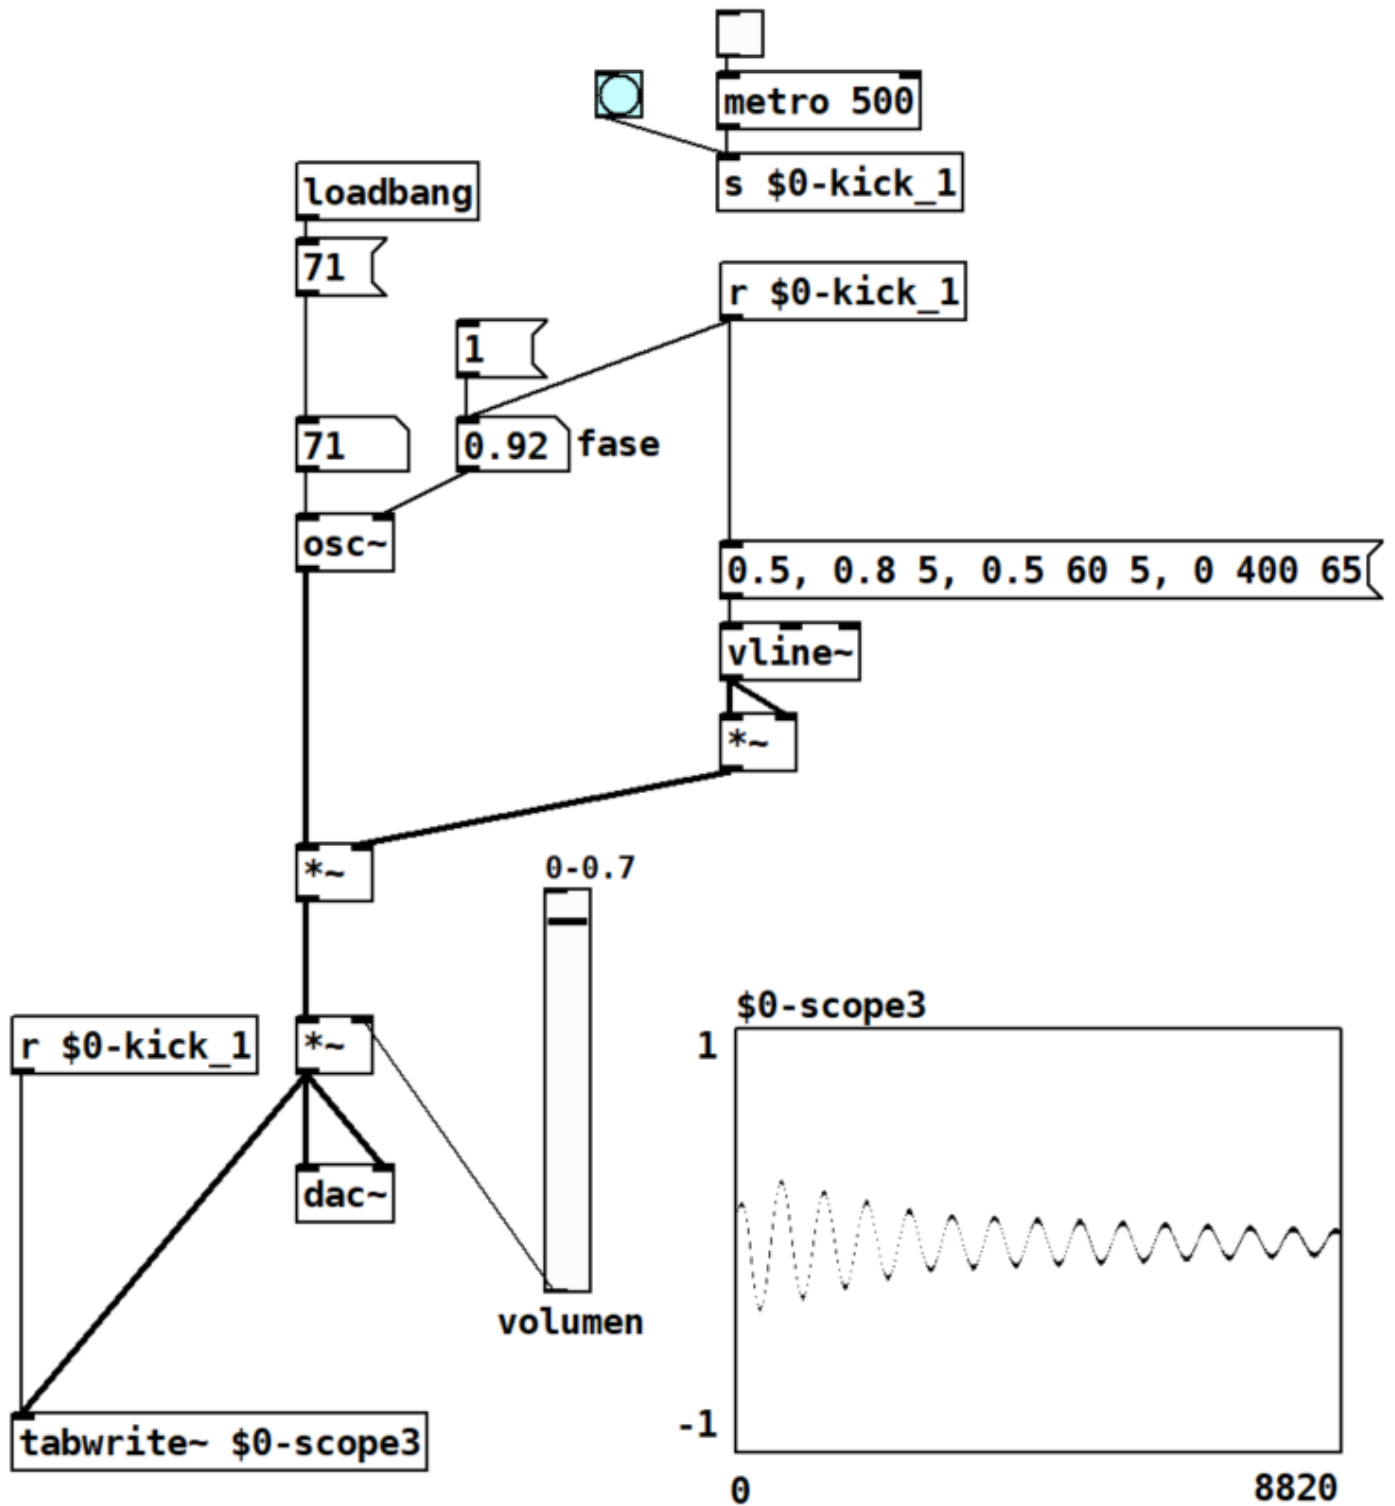 metro 500
s $0-kick_1
loadbang
71
r $0-kick_1
1
71
0.92 fase
osc~
0.5, 0.8 5, 0.5 60 5, 0 400 65
vline~
*~
*~
0-0.7
$0-scope3
r $0-kick_1
*~
1
dac~
volumen
-1
tabwrite~ $0-scope3
0
8820